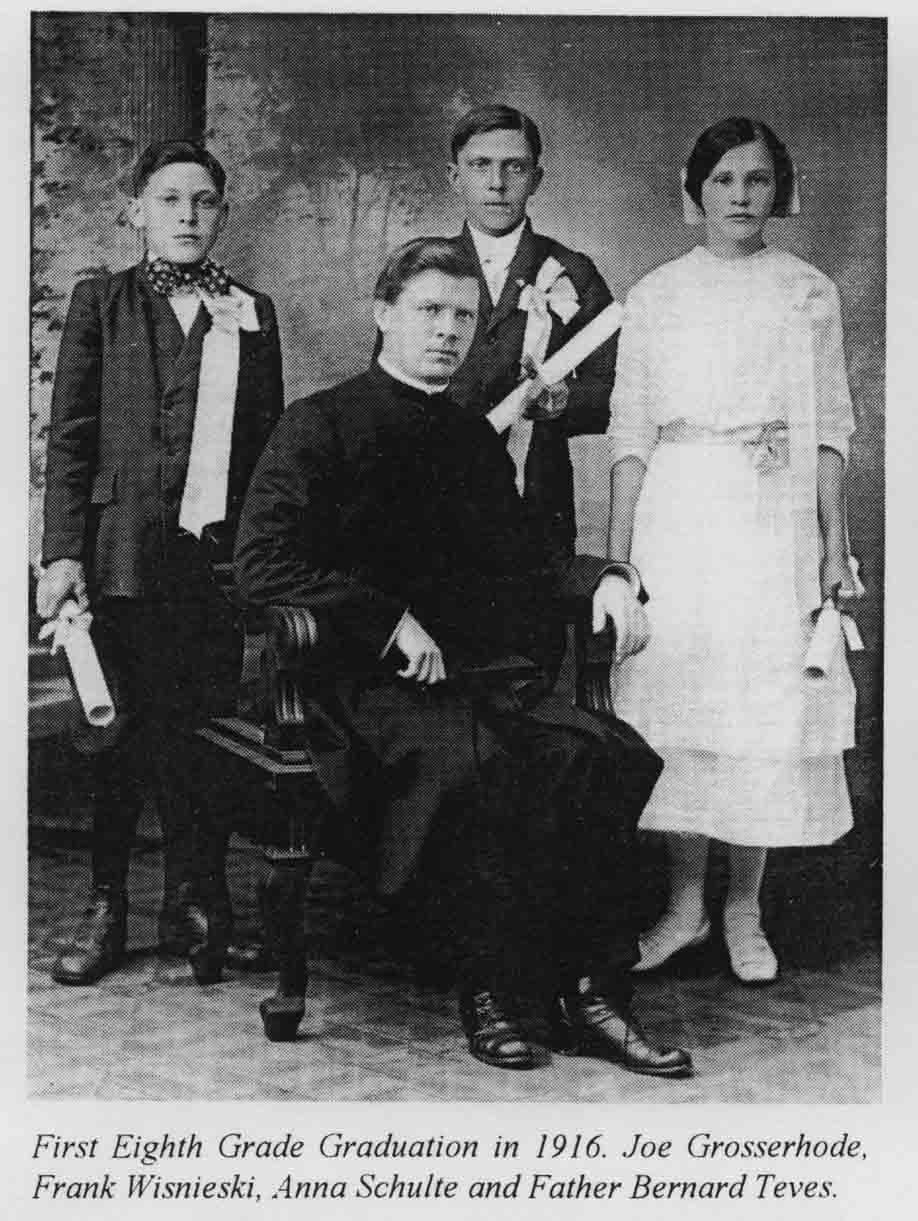 First Eighth Grade Graduation in 1916. Joe Grosserhode,
Frank Wisnieski, Anna Schulte and Father Bernard Teves.